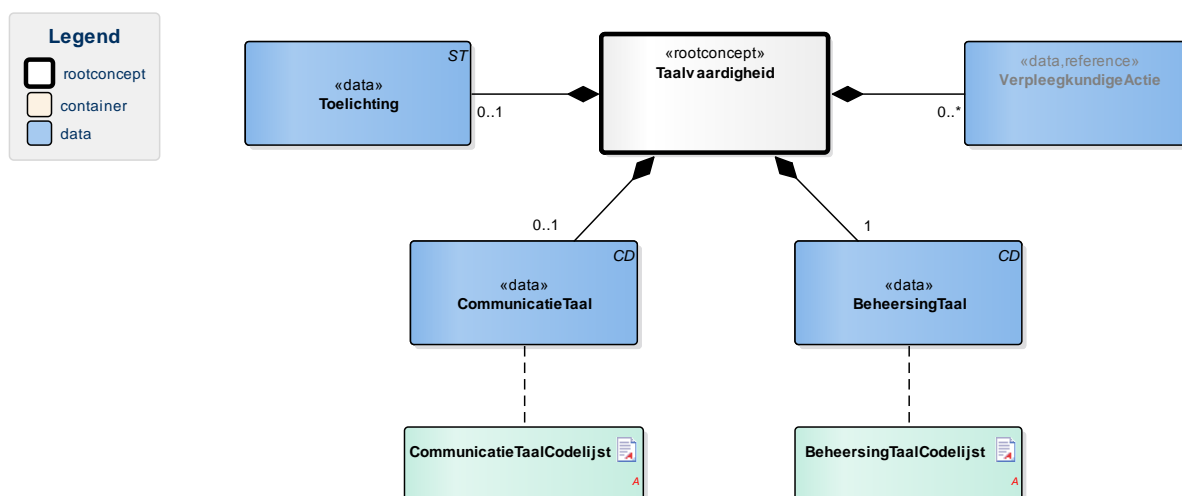 Legend
rootconcept
container
data
ST
«data»
Toelichting
0..1
«rootconcept»
Taalvaardigheid
«data,reference»
VerpleegkundigeActie
0..*
0..1
1
CD
«data»
CommunicatieTaal
CD
«data»
BeheersingTaal
CommunicatieTaalCodelijst
A
BeheersingTaalCodelijst
A